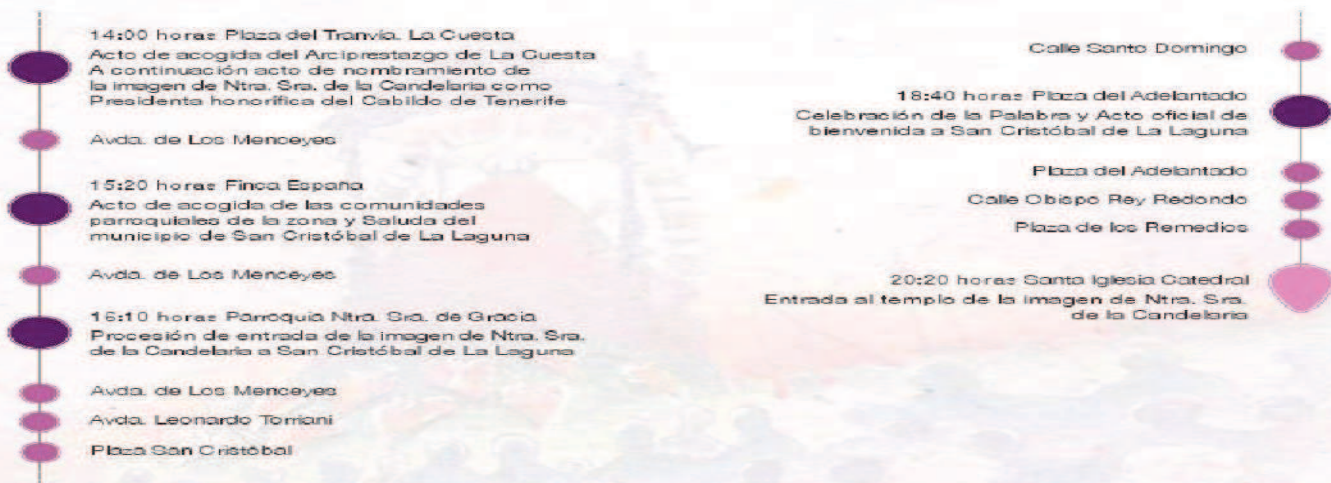 14:00 horas Plaza del Tranvía. La Cuesta
Acto de acogida del Arciprestazgo de La Cuesta
A continuación acto de nombramiento de
la imagen de Ntra. Sra. de la Candelaria como
Presidenta honorífica del Cabildo de Tenerife
Avda. de Los Menceyes
15:20 horas Finca España
Acto de acogida de las comunidades
parroquiales de la zona y Saluda del
municipio de San Cristóbal de La Laguna
Avda. de Los Menceyes
16:10 horas Parroquia Ntra. Sra. de Gracia
Procesión de entrada de la imagen de Ntra. Sra.
de la Candelaria a San Cristóbal de La Laguna
Avda. de Los Menceyes
Avda. Leonardo Torriani
Plaza San Cristóbal
Calle Santo Domingo
18:40 horas Plaza del Adelantado
Celebración de la Palabra y Acto oficial de
bienvenida a San Cristóbal de La Laguna
Plaza del Adelantado
Calle Obispo Rey Redondo
Plaza de los Remedios
20:20 horas Santa Iglesia Catedral
Entrada al templo de la imagen de Ntra. Sra.
de la Candelaria